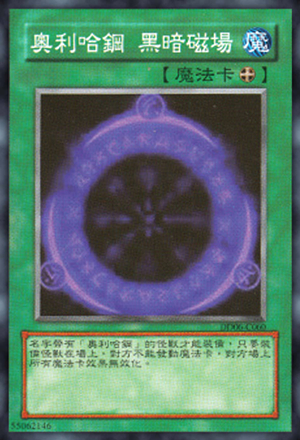 奧利哈鋼 黑暗磁場 魔
【魔法卡】
DD06-C060
名字帶有「奧利哈鋼」的怪獸才能裝備，只要裝
備怪獸在場上，對方不能發動魔法卡，對方場上
所有魔法卡效果無效化。
55062146